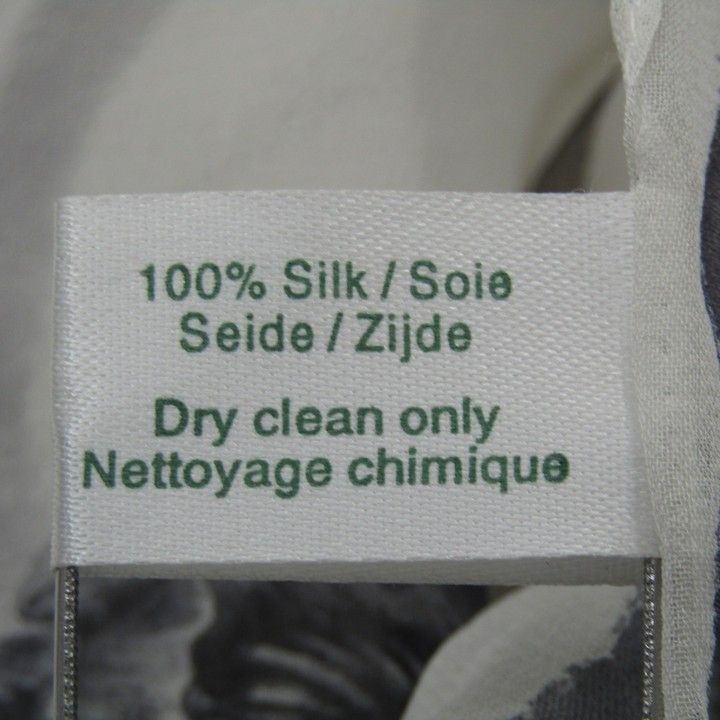 100% Silk / Soie
Seide / Zijde
Dry clean only
Nettoyage chimique